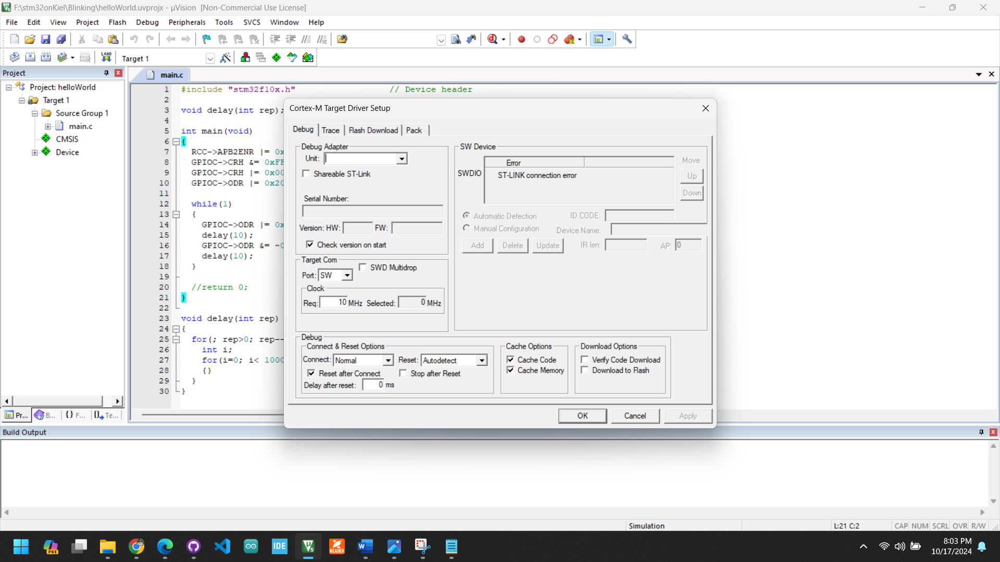 F:\stm32onKiel\Blinking\helloWorld.uvprojx - µVision [Non-Commercial Use License]
File Edit View Project Flash Debug Peripherals Tools SVCS Window Help
LOAD
Target 1
Project
Project: helloWorld
Target 1
Source Group 1
main.c
CMSIS
Device
Pr... B... {} F... Te...
main.c
1 #include "stm32f10x.h" // Device header
2
3 void delay(int rep);
4
5 int main(void)
6 {
7 RCC->APB2ENR |= 0x
8 GPIOC->CRH &= 0xFF
9 GPIOC->CRH |= 0x00
10 GPIOC->ODR |= 0x20
11
12 while(1)
13 {
14 GPIOC->ODR |= 0x
15 delay(10);
16 GPIOC->ODR &= ~0
17 delay(10);
18 }
19
20 //return 0;
21 }
22
23 void delay(int rep)
24 {
25 for(; rep>0; rep--
26 int i;
27 for(i=0; i< 1000
28 {}
29 }
30 }
Cortex-M Target Driver Setup
Debug Trace Flash Download Pack
Debug Adapter
Unit:
Shareable ST-Link
Serial Number:
Version: HW: FW:
Check version on start
Target Com
Port: SW SWD Multidrop
Clock
Req: 10 MHz Selected: 0 MHz
SW Device
Error
SWDIO ST-LINK connection error
Move
Up
Down
Automatic Detection ID CODE:
Manual Configuration Device Name:
Add Delete Update IR len: AP: 0
Debug
Connect & Reset Options
Connect: Normal Reset: Autodetect
Reset after Connect Stop after Reset
Delay after reset: 0 ms
Cache Options
Cache Code
Cache Memory
Download Options
Verify Code Download
Download to Flash
OK Cancel Apply
Build Output
Simulation L:21 C:2 CAP NUM SCRL OVR R/W
PRE
IDE
READER
8:03 PM
10/17/2024